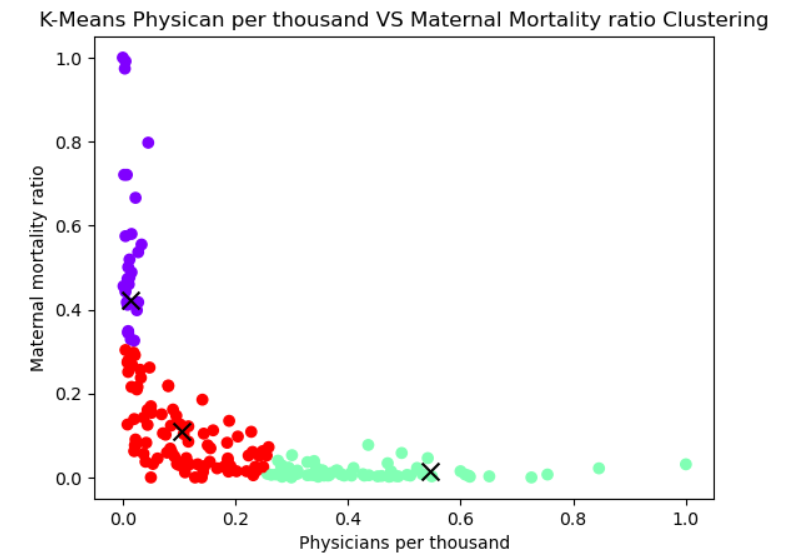 K-Means Physican per thousand VS Maternal Mortality ratio Clustering
1.0
0.8
0.6
0.4
0.2
0.0
Maternal mortality ratio
0.0 0.2 0.4 0.6 0.8 1.0
Physicians per thousand